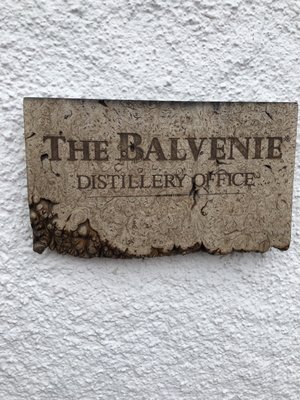 THE BALVENIE®
DISTILLERY OFFICE